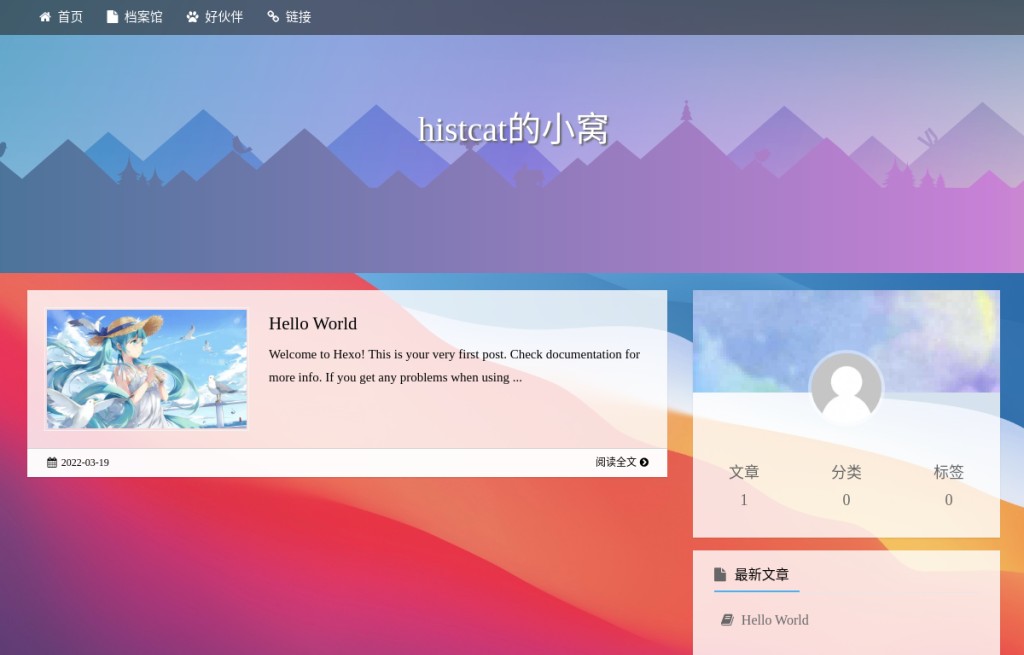 首页 档案馆 好伙伴 链接
histcat的小窝
Hello World
Welcome to Hexo! This is your very first post. Check documentation for
more info. If you get any problems when using ...
2022-03-19 阅读全文
文章 分类 标签
1 0 0
最新文章
Hello World